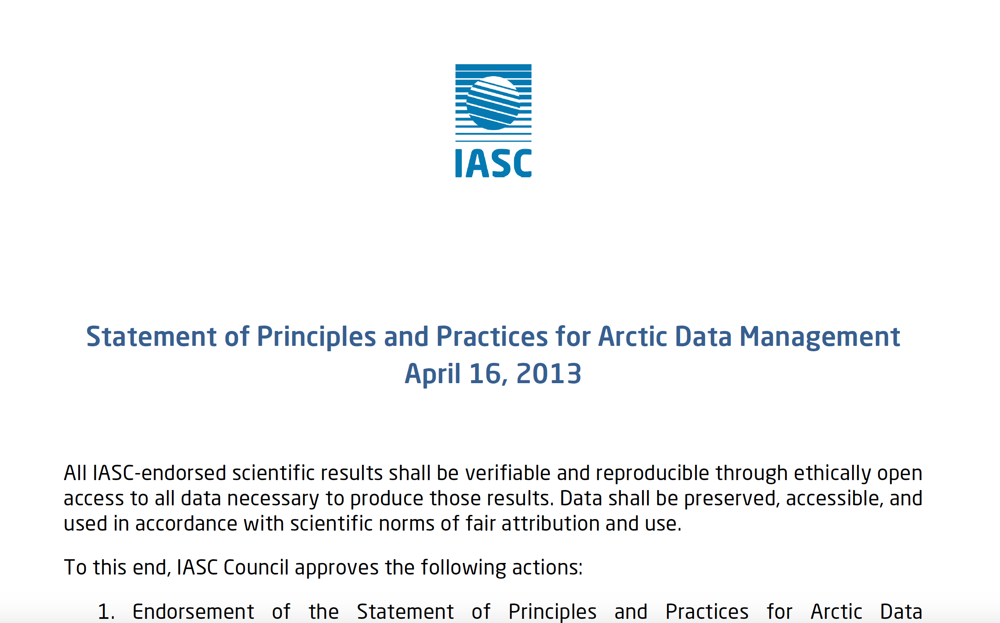 IASC
Statement of Principles and Practices for Arctic Data Management
April 16, 2013
All IASC-endorsed scientific results shall be verifiable and reproducible through ethically open
access to all data necessary to produce those results. Data shall be preserved, accessible, and
used in accordance with scientific norms of fair attribution and use.
To this end, IASC Council approves the following actions:
1. Endorsement of the Statement of Principles and Practices for Arctic Data